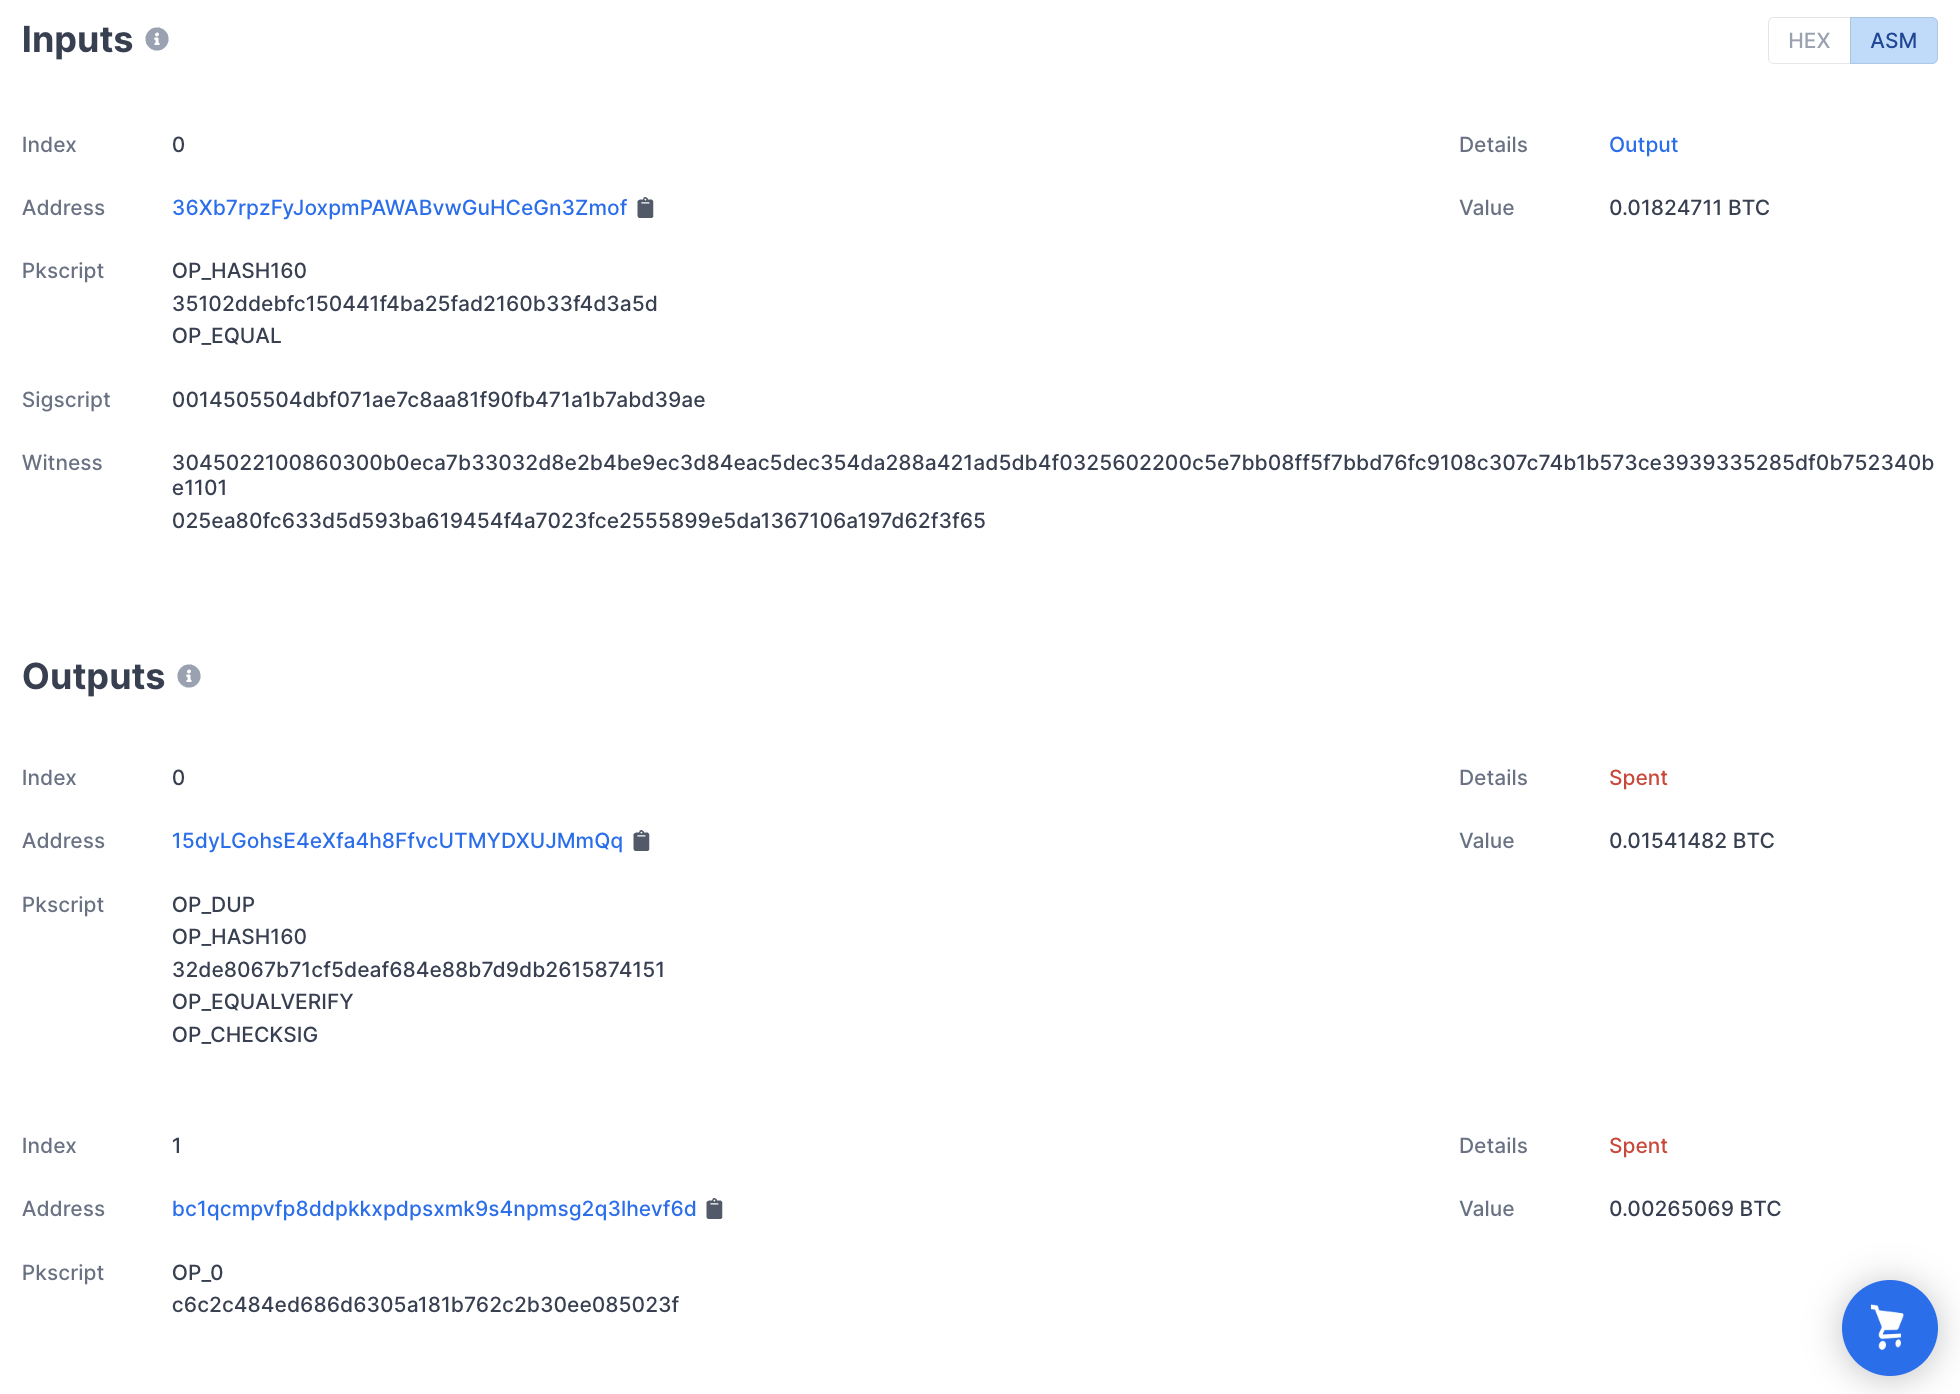 Inputs
HEX ASM
Index 0 Details Output
Address 36Xb7rpzFyJoxpmPAWABvwGuHCeGn3Zmof Value 0.01824711 BTC
Pkscript OP_HASH160
35102ddebfc150441f4ba25fad2160b33f4d3a5d
OP_EQUAL
Sigscript 0014505504dbf071ae7c8aa81f90fb471a1b7abd39ae
Witness 3045022100860300b0eca7b33032d8e2b4be9ec3d84eac5dec354da288a421ad5db4f0325602200c5e7bb08ff5f7bbd76fc9108c307c74b1b573ce3939335285df0b752340b
e1101
025ea80fc633d5d593ba619454f4a7023fce2555899e5da1367106a197d62f3f65
Outputs
Index 0 Details Spent
Address 15dyLGohsE4eXfa4h8FfvcUTMYDXUJMmQq Value 0.01541482 BTC
Pkscript OP_DUP
OP_HASH160
32de8067b71cf5deaf684e88b7d9db2615874151
OP_EQUALVERIFY
OP_CHECKSIG
Index 1 Details Spent
Address bc1qcmpvfp8ddpkkxpdpsxmk9s4npmsg2q3lhevf6d Value 0.00265069 BTC
Pkscript OP_0
c6c2c484ed686d6305a181b762c2b30ee085023f